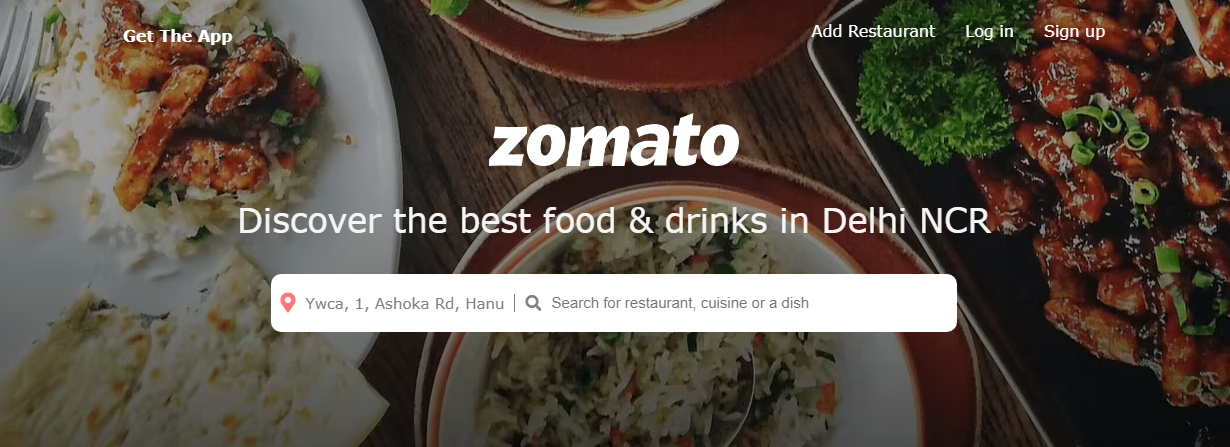 Get The App
Add Restaurant
Log in
Sign up
zomato
Discover the best food & drinks in Delhi NCR
Ywca, 1, Ashoka Rd, Hanu
Search for restaurant, cuisine or a dish